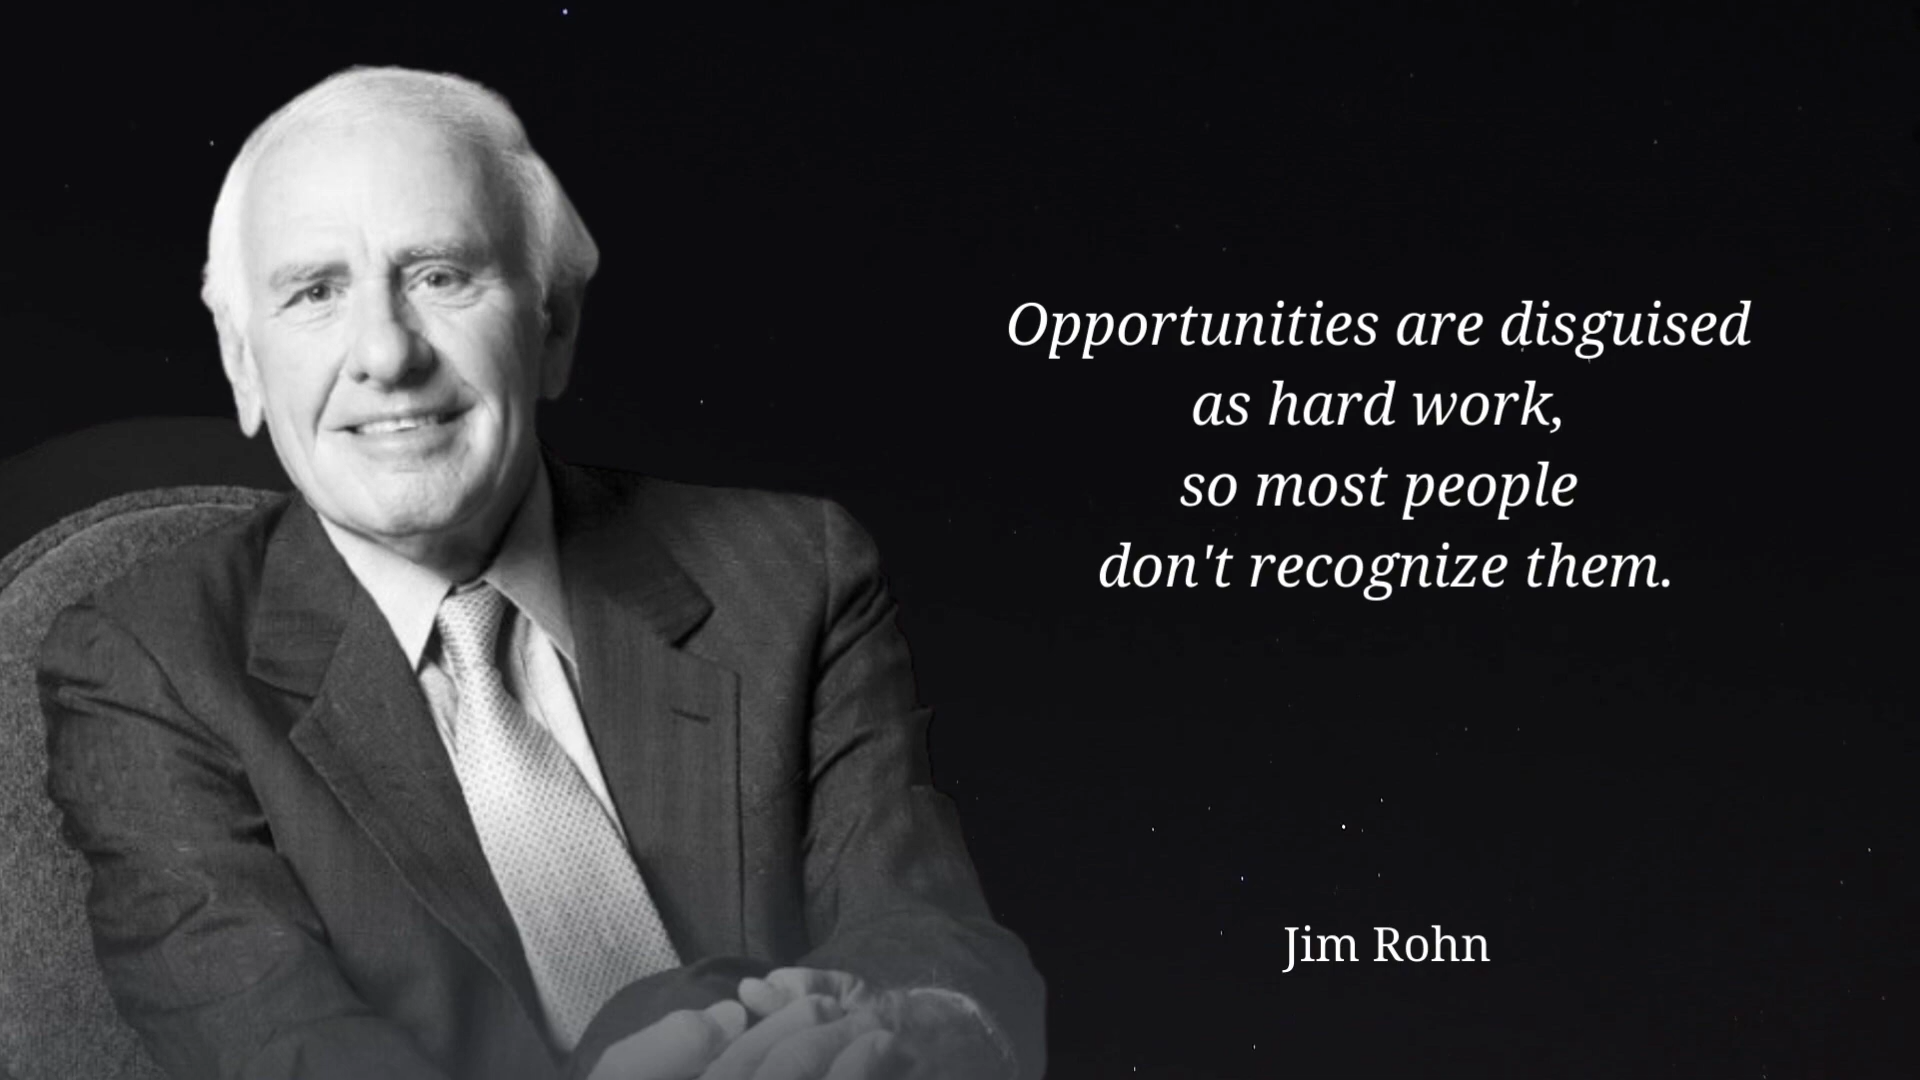 Opportunities are disguised
as hard work,
so most people
don't recognize them.
Jim Rohn